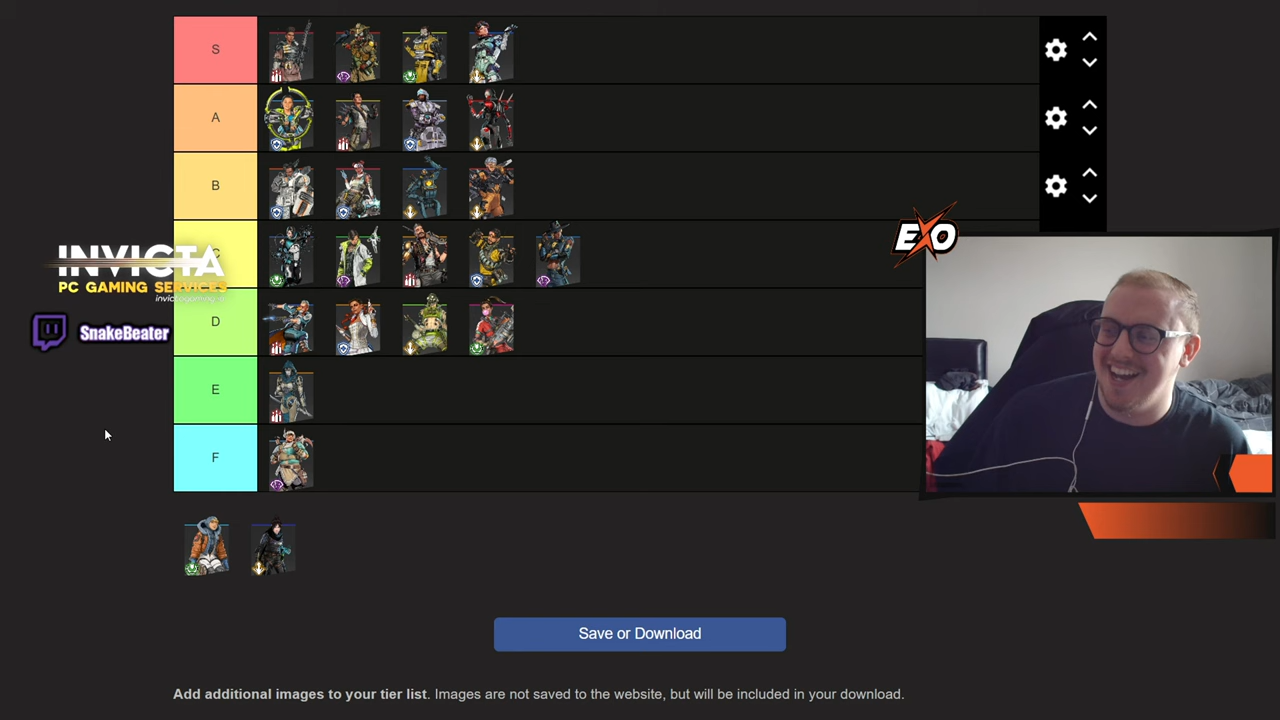 S
A
B
C
D
E
F
INVICTA
PC GAMING SERVICES
SnakeBeater
EXO
Save or Download
Add additional images to your tier list. Images are not saved to the website, but will be included in your download.